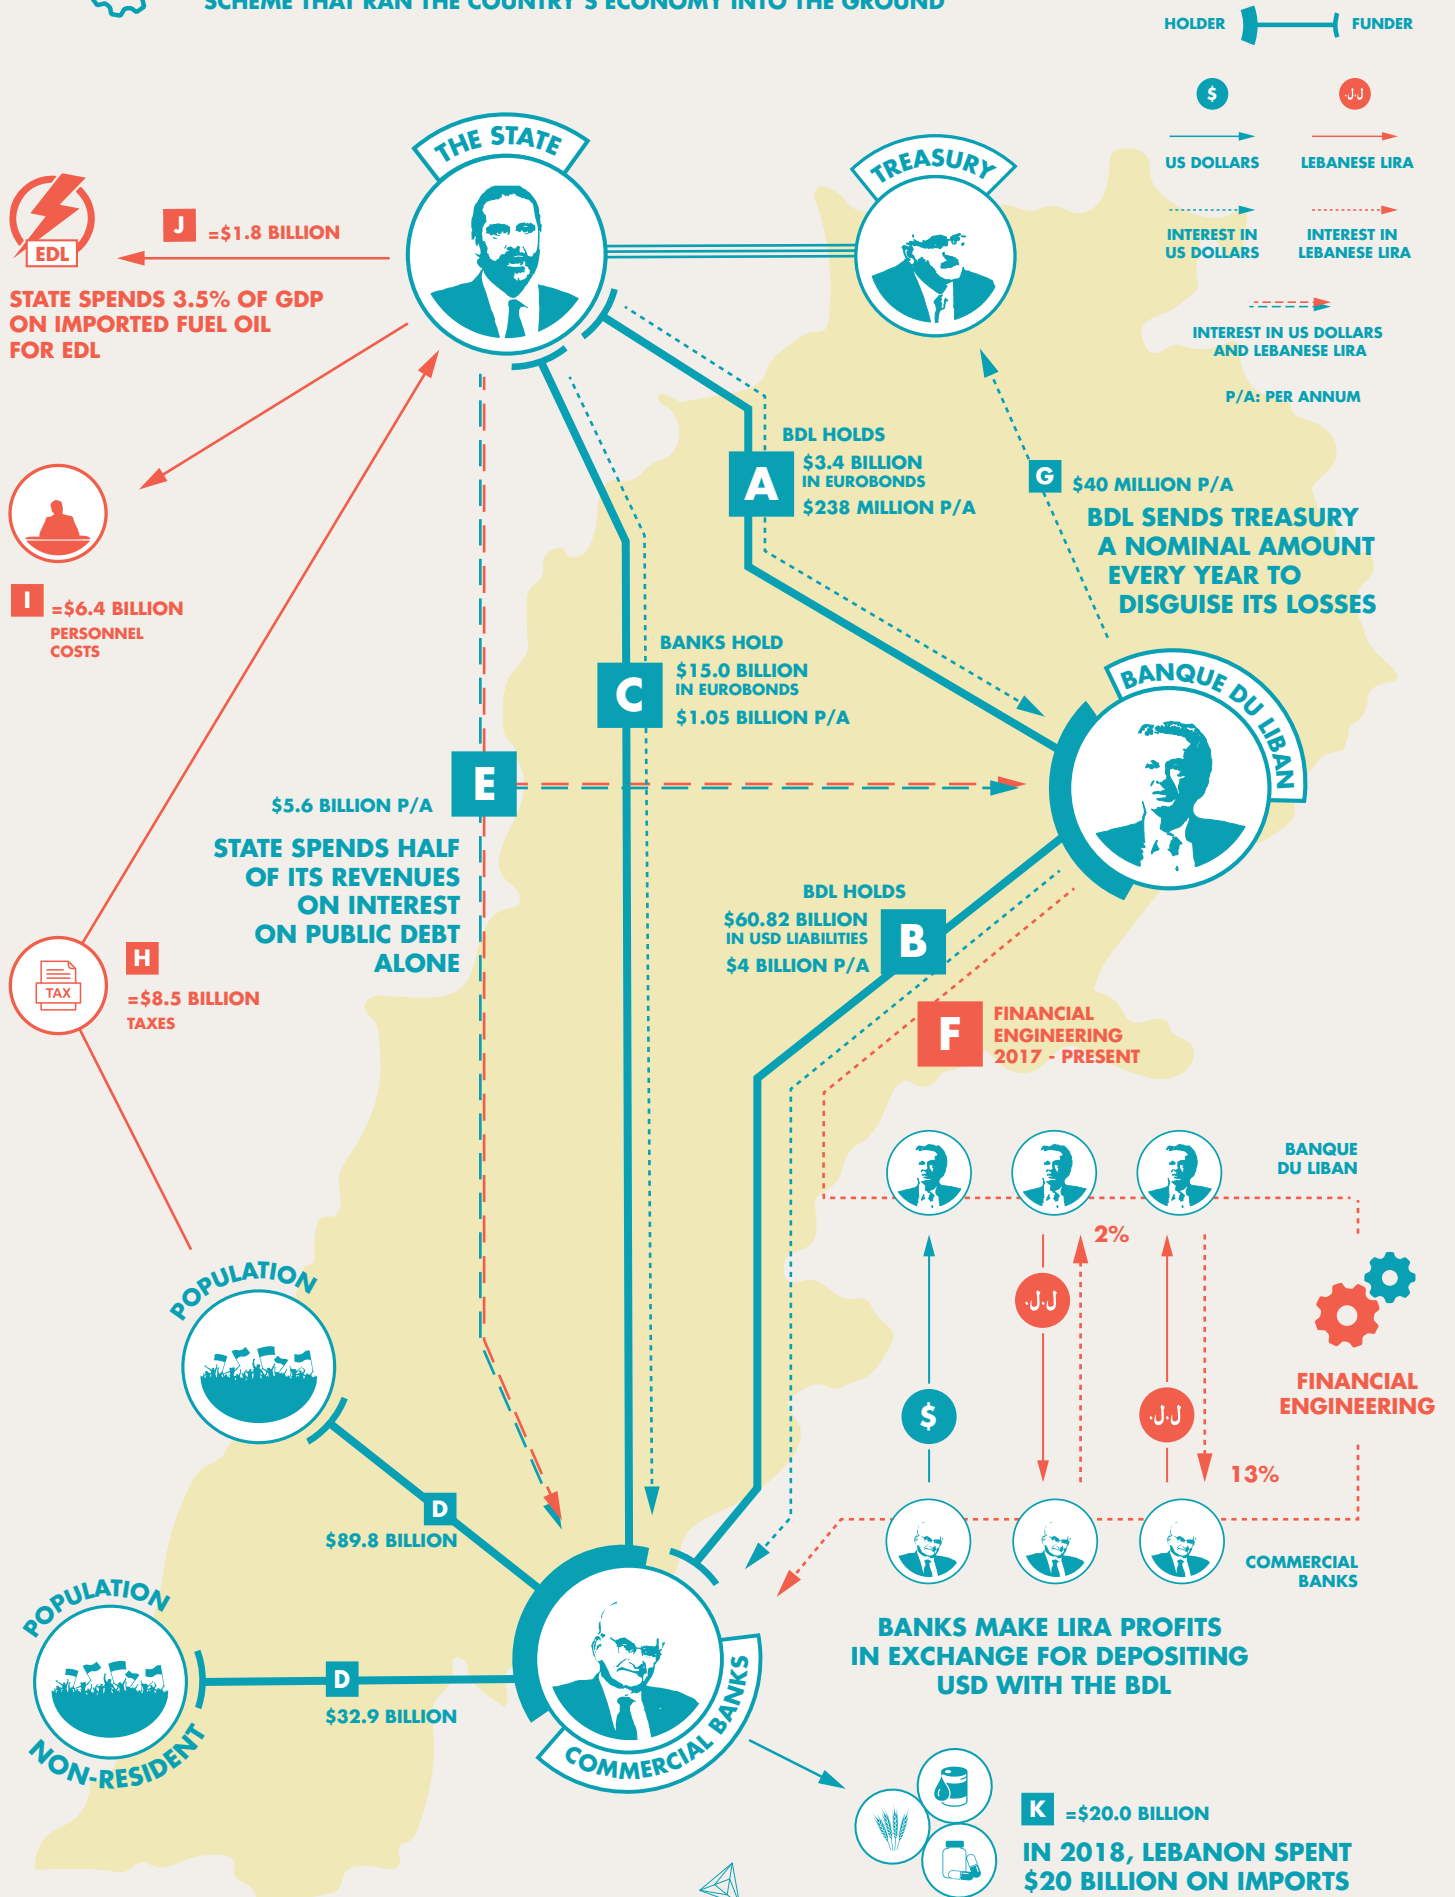 SCHEME THAT RAN THE COUNTRY'S ECONOMY INTO THE GROUND
HOLDER
FUNDER
$
ل.ل.
US DOLLARS
LEBANESE LIRA
INTEREST IN
US DOLLARS
INTEREST IN
LEBANESE LIRA
INTEREST IN US DOLLARS
AND LEBANESE LIRA
P/A: PER ANNUM
THE STATE
TREASURY
EDL
J
=$1.8 BILLION
STATE SPENDS 3.5% OF GDP
ON IMPORTED FUEL OIL
FOR EDL
BDL HOLDS
A
$3.4 BILLION
IN EUROBONDS
$238 MILLION P/A
G
$40 MILLION P/A
BDL SENDS TREASURY
A NOMINAL AMOUNT
EVERY YEAR TO
DISGUISE ITS LOSSES
I
=$6.4 BILLION
PERSONNEL
COSTS
BANKS HOLD
C
$15.0 BILLION
IN EUROBONDS
$1.05 BILLION P/A
BANQUE DU LIBAN
E
$5.6 BILLION P/A
STATE SPENDS HALF
OF ITS REVENUES
ON INTEREST
ON PUBLIC DEBT
ALONE
BDL HOLDS
$60.82 BILLION
IN USD LIABILITIES
$4 BILLION P/A
B
TAX
H
=$8.5 BILLION
TAXES
F
FINANCIAL
ENGINEERING
2017 - PRESENT
BANQUE
DU LIBAN
2%
ل.ل.
$
ل.ل.
13%
FINANCIAL
ENGINEERING
COMMERCIAL
BANKS
BANKS MAKE LIRA PROFITS
IN EXCHANGE FOR DEPOSITING
USD WITH THE BDL
POPULATION
D
$89.8 BILLION
POPULATION
NON-RESIDENT
D
$32.9 BILLION
COMMERCIAL BANKS
K
=$20.0 BILLION
IN 2018, LEBANON SPENT
$20 BILLION ON IMPORTS